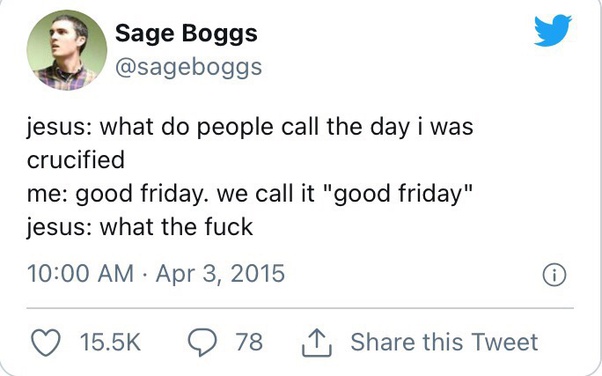 Sage Boggs
@sageboggs
jesus: what do people call the day i was
crucified
me: good friday. we call it "good friday"
jesus: what the fuck
10:00 AM · Apr 3, 2015
15.5K 78 Share this Tweet